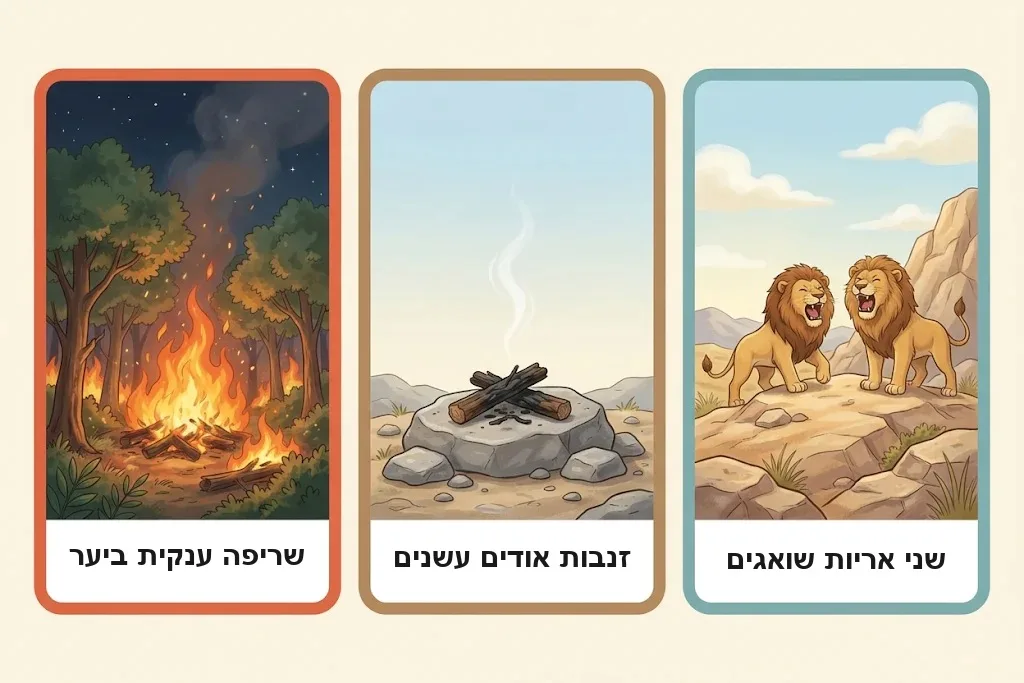 שני אריות שואגים
זנבות אודים עשנים
שריפה ענקית ביער